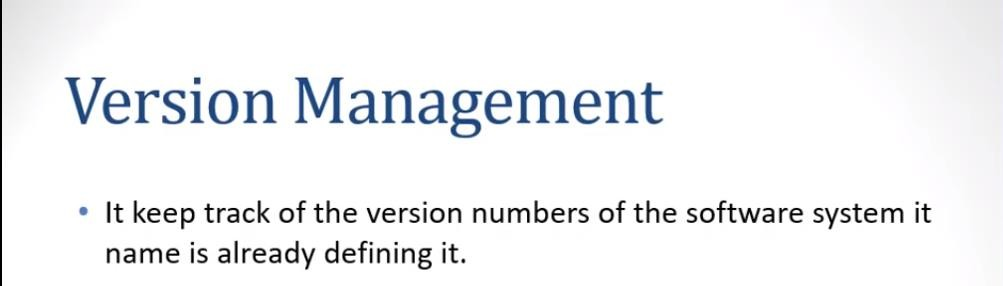 Version Management
• It keep track of the version numbers of the software system it
name is already defining it.